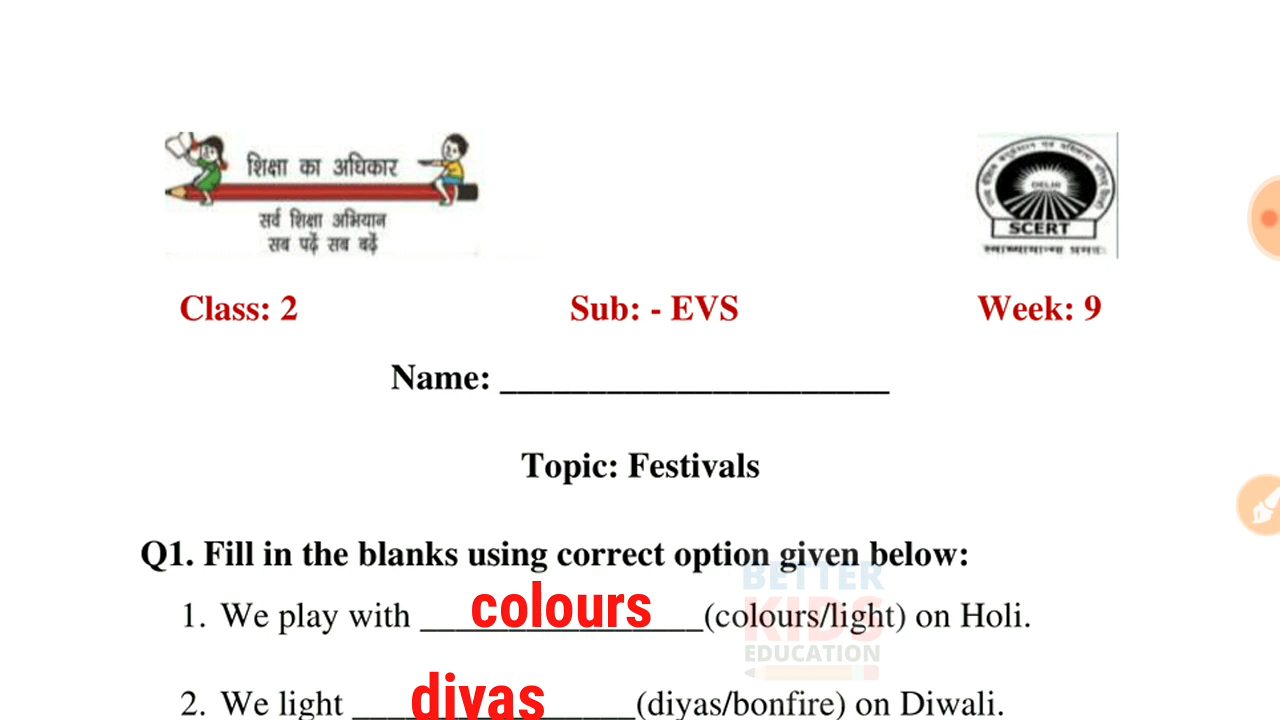 शिक्षा का अधिकार
सर्व शिक्षा अभियान
सब पढ़ें सब बढ़ें
DELHI
SCERT
Class: 2 Sub: - EVS Week: 9
Name: ______________________
Topic: Festivals
Q1. Fill in the blanks using correct option given below:
1. We play with colours (colours/light) on Holi.
2. We light diyas (diyas/bonfire) on Diwali.
BETTER
KIDS
EDUCATION